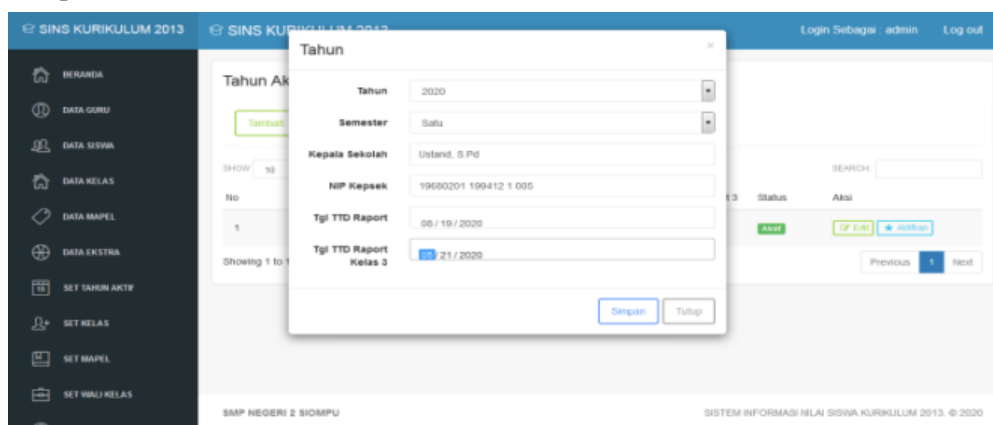 SINS KURIKULUM 2013
SINS KURIKULUM 2013
Login Sebagai : admin Log out
BERANDA
DATA GURU
DATA SISWA
DATA KELAS
DATA MAPEL
DATA EKSTRA
SET TAHUN AKTIF
SET KELAS
SET MAPEL
SET WALI KELAS
Tahun Ak
Tambah
SHOW 10
SEARCH:
No
3 Status Aksi
1
Aktif
Edit
Aktifkan
Showing 1 to 1
Previous 1 Next
Tahun
×
Tahun 2020
Semester Satu
Kepala Sekolah Ustand, S.Pd
NIP Kepsek 19680201 199412 1 005
Tgl TTD Raport 08 / 19 / 2020
Tgl TTD Raport
Kelas 3
/ 21 / 2020
Simpan Tutup
SMP NEGERI 2 SIOMPU
SISTEM INFORMASI NILAI SISWA KURIKULUM 2013. © 2020